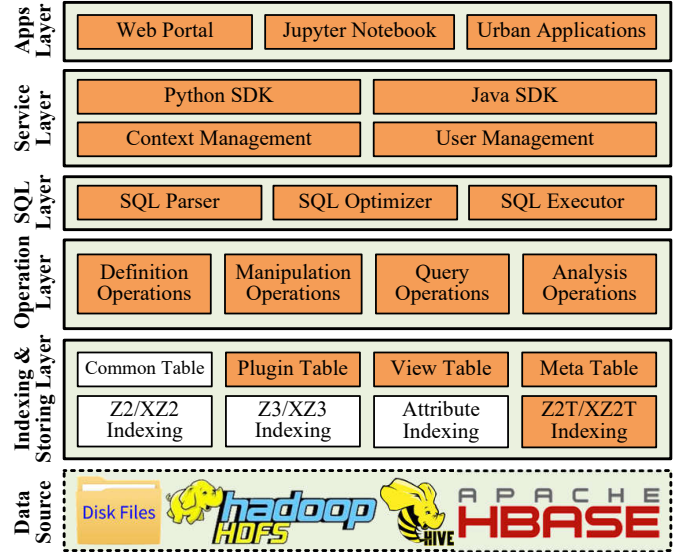 Apps
Layer
Web Portal
Jupyter Notebook
Urban Applications
Service
Layer
Python SDK
Java SDK
Context Management
User Management
SQL
Layer
SQL Parser
SQL Optimizer
SQL Executor
Operation
Layer
Definition
Operations
Manipulation
Operations
Query
Operations
Analysis
Operations
Indexing &
Storing Layer
Common Table
Plugin Table
View Table
Meta Table
Z2/XZ2
Indexing
Z3/XZ3
Indexing
Attribute
Indexing
Z2T/XZ2T
Indexing
Data
Source
Disk Files
hadoop
HDFS
HIVE
APACHE
HBASE